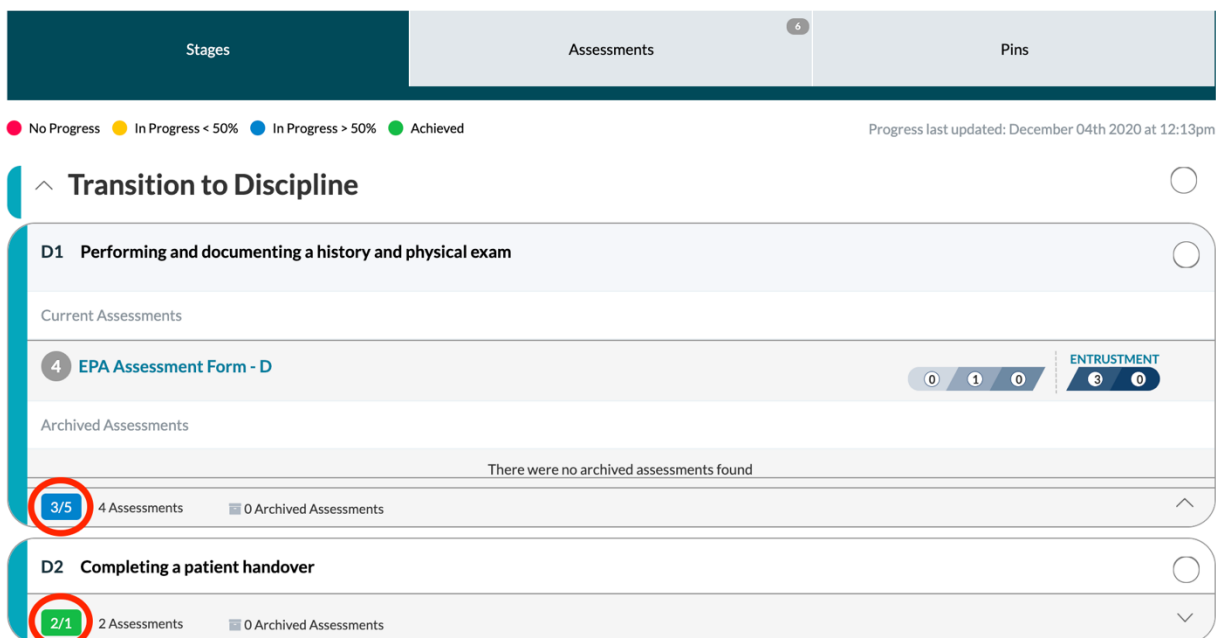 Stages
Assessments
6
Pins
No Progress In Progress < 50% In Progress > 50% Achieved
Progress last updated: December 04th 2020 at 12:13pm
Transition to Discipline
D1 Performing and documenting a history and physical exam
Current Assessments
4 EPA Assessment Form - D
0 1 0
ENTRUSTMENT
3 0
Archived Assessments
There were no archived assessments found
3/5 4 Assessments 0 Archived Assessments
D2 Completing a patient handover
2/1 2 Assessments 0 Archived Assessments